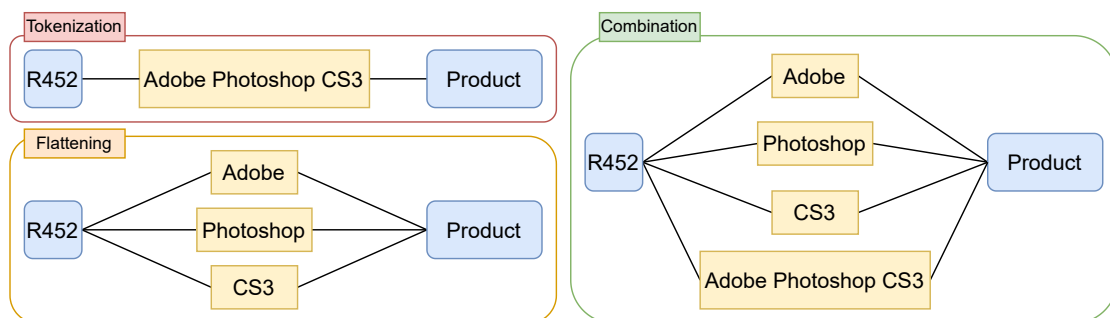 Tokenization
R452
Adobe Photoshop CS3
Product
Flattening
R452
Adobe
Photoshop
CS3
Product
Combination
R452
Adobe
Photoshop
CS3
Adobe Photoshop CS3
Product